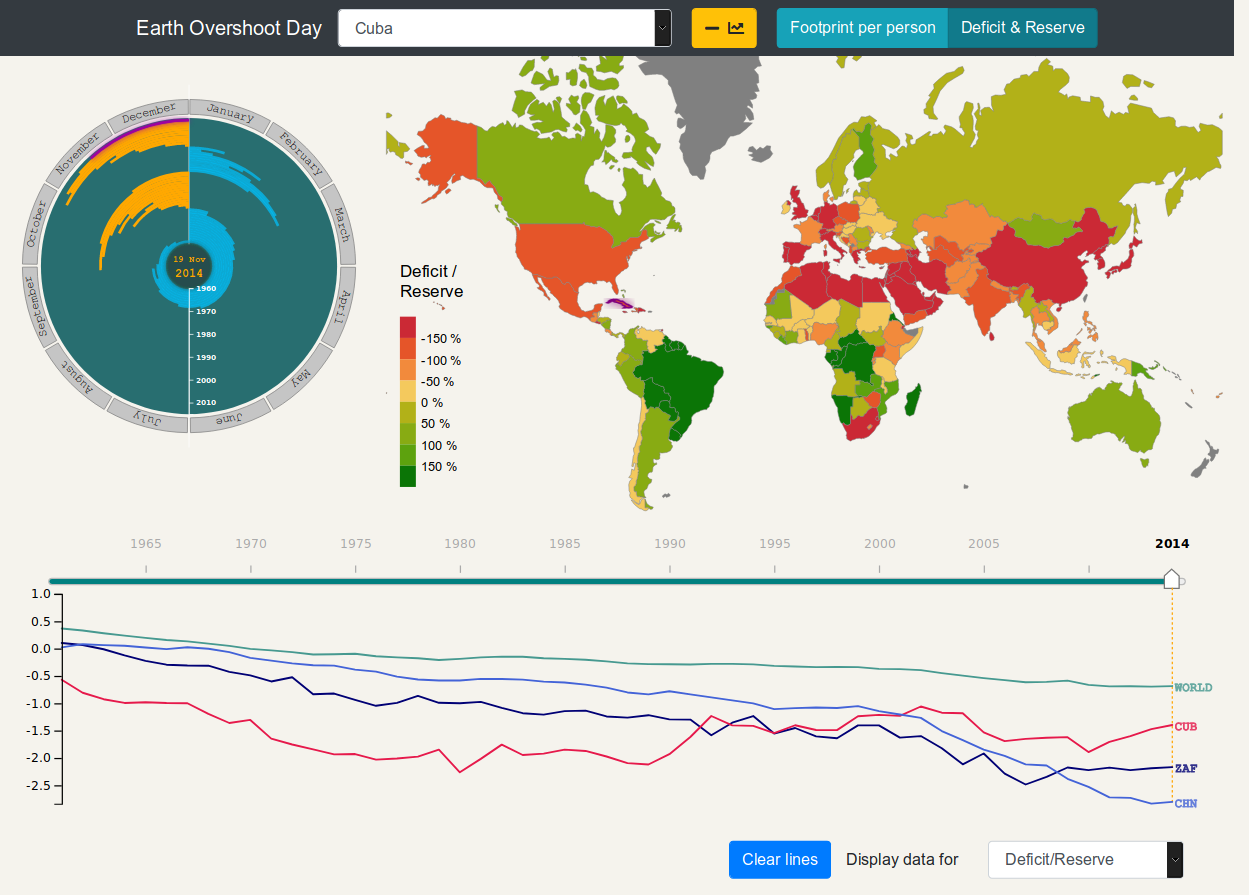 Earth Overshoot Day
Cuba
Footprint per person
Deficit & Reserve
December
January
November
February
October
March
September
April
August
May
July
June
19 Nov
2014
1960
1970
1980
1990
2000
2010
Deficit /
Reserve
-150 %
-100 %
-50 %
0 %
50 %
100 %
150 %
1965 1970 1975 1980 1985 1990 1995 2000 2005 2014
1.0
0.5
0.0
-0.5
-1.0
-1.5
-2.0
-2.5
WORLD
CUB
ZAF
CHN
Clear lines
Display data for
Deficit/Reserve